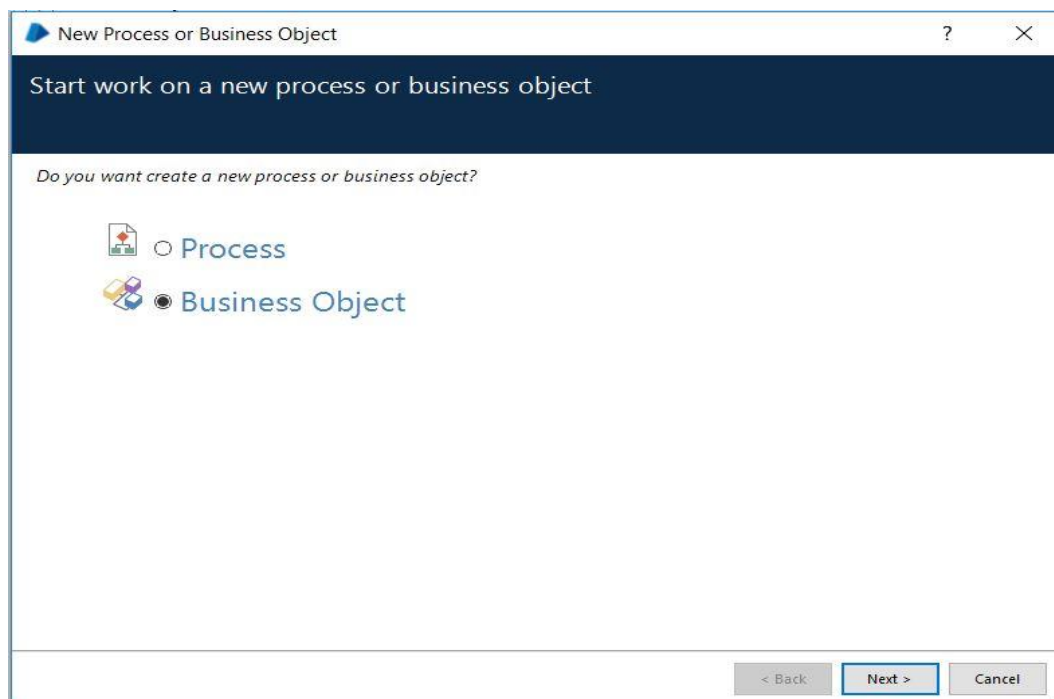 New Process or Business Object
?
Start work on a new process or business object
Do you want create a new process or business object?
Process
Business Object
< Back Next > Cancel